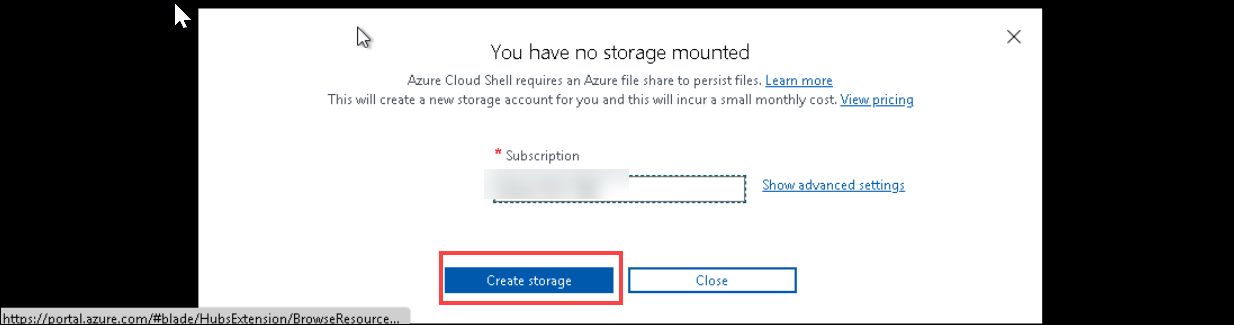 You have no storage mounted
Azure Cloud Shell requires an Azure file share to persist files. Learn more
This will create a new storage account for you and this will incur a small monthly cost. View pricing
* Subscription
Show advanced settings
Create storage
Close
https://portal.azure.com/#blade/HubsExtension/BrowseResource...